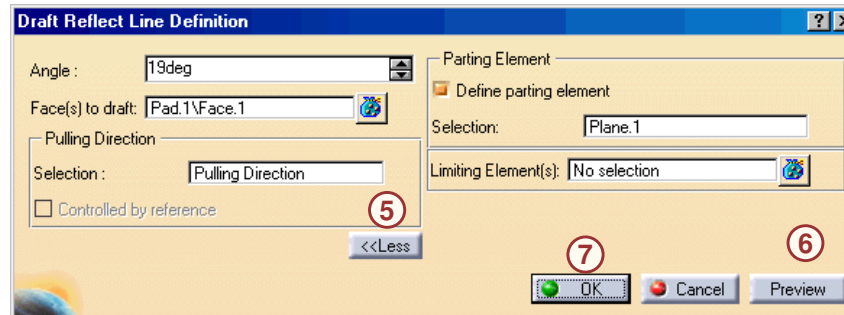 Draft Reflect Line Definition
?
Angle :
19deg
Face(s) to draft:
Pad.1\Face.1
Pulling Direction
Selection :
Pulling Direction
Controlled by reference
5
<<Less
Parting Element
Define parting element
Selection:
Plane.1
Limiting Element(s):
No selection
6
7
OK
Cancel
Preview